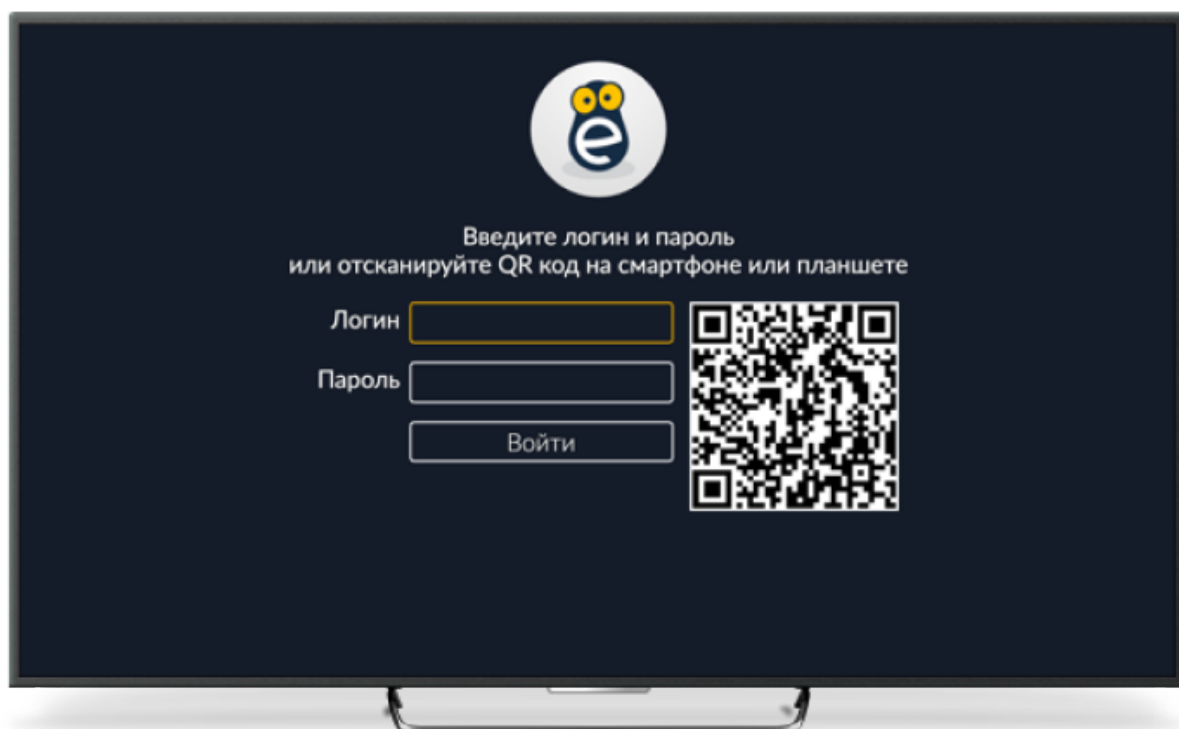 e
Введите логин и пароль
или отсканируйте QR код на смартфоне или планшете
Логин
Пароль
Войти